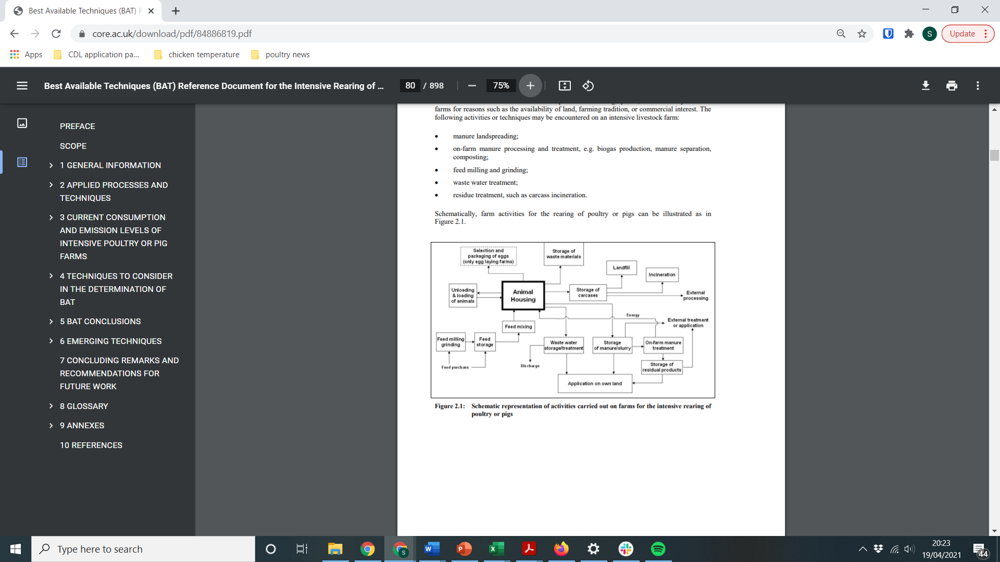 Best Available Techniques (BAT) R
core.ac.uk/download/pdf/84886819.pdf
S
Update
Apps
CDL application pa...
chicken temperature
poultry news
Best Available Techniques (BAT) Reference Document for the Intensive Rearing of ...
80 / 898
75%
PREFACE
SCOPE
1 GENERAL INFORMATION
2 APPLIED PROCESSES AND
TECHNIQUES
3 CURRENT CONSUMPTION
AND EMISSION LEVELS OF
INTENSIVE POULTRY OR PIG
FARMS
4 TECHNIQUES TO CONSIDER
IN THE DETERMINATION OF
BAT
5 BAT CONCLUSIONS
6 EMERGING TECHNIQUES
7 CONCLUDING REMARKS AND
RECOMMENDATIONS FOR
FUTURE WORK
8 GLOSSARY
9 ANNEXES
10 REFERENCES
farms for reasons such as the availability of land, farming tradition, or commercial interest. The
following activities or techniques may be encountered on an intensive livestock farm:
• manure landspreading;
• on-farm manure processing and treatment, e.g. biogas production, manure separation,
composting;
• feed milling and grinding;
• waste water treatment;
• residue treatment, such as carcass incineration.
Schematically, farm activities for the rearing of poultry or pigs can be illustrated as in
Figure 2.1.
Selection and
packaging of eggs
(only egg laying farms)
Storage of
waste materials
Landfill
Incineration
Unloading
& loading
of animals
Animal
Housing
Storage of
carcases
External
processing
Energy
External treatment
or application
Feed mixing
Feed milling
grinding
Feed
storage
Waste water
storage/treatment
Storage
of manure/slurry
On-farm manure
treatment
Storage of
residual products
Feed purchase
Discharge
Application on own land
Figure 2.1: Schematic representation of activities carried out on farms for the intensive rearing of
poultry or pigs
Type here to search
S
20:23
19/04/2021
44